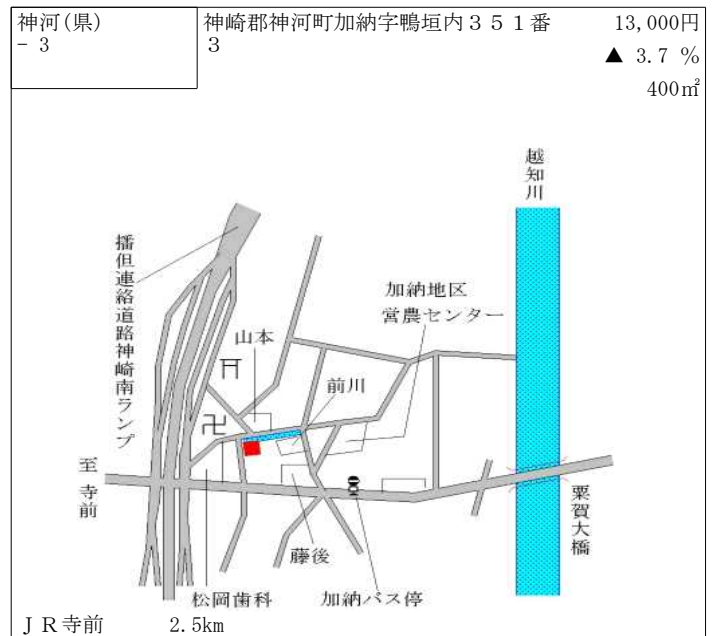 神河(県)
- 3
神崎郡神河町加納字鴨垣内３５１番
3
13,000円
▲ 3.7 %
400㎡
越知川
播但連絡道路神崎南ランプ
加納地区
営農センター
山本
前川
至 寺前
粟賀大橋
藤後
松岡歯科
加納バス停
ＪＲ寺前 2.5km